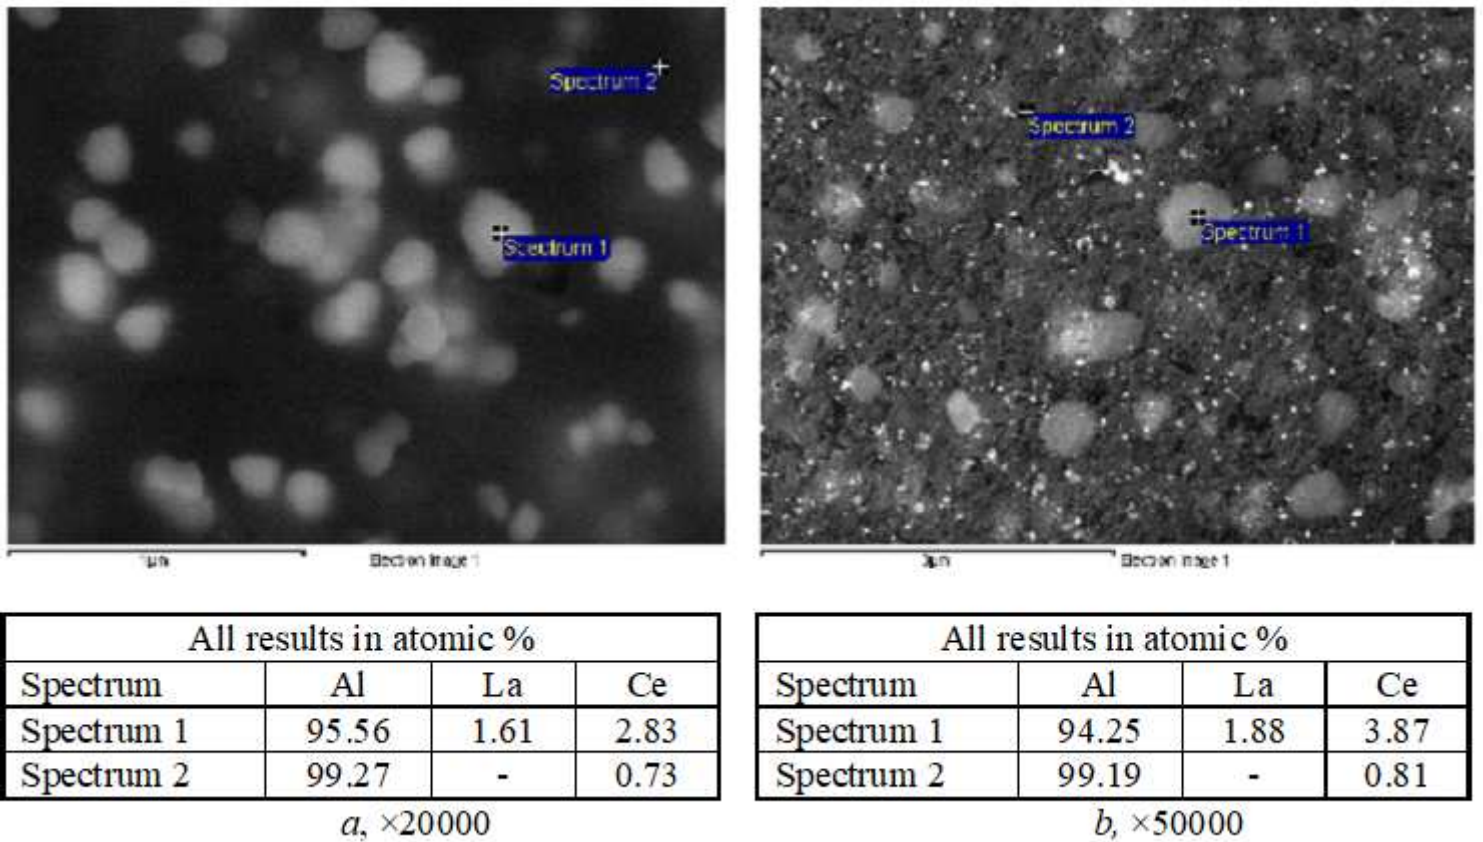 Spectrum 2
Spectrum 1
1μm
Electron Image 1
Spectrum 2
Spectrum 1
Electron Image 1
All results in atomic %
Spectrum Al La Ce
Spectrum 1 95.56 1.61 2.83
Spectrum 2 99.27 - 0.73
a, ×20000
All results in atomic %
Spectrum Al La Ce
Spectrum 1 94.25 1.88 3.87
Spectrum 2 99.19 - 0.81
b, ×50000